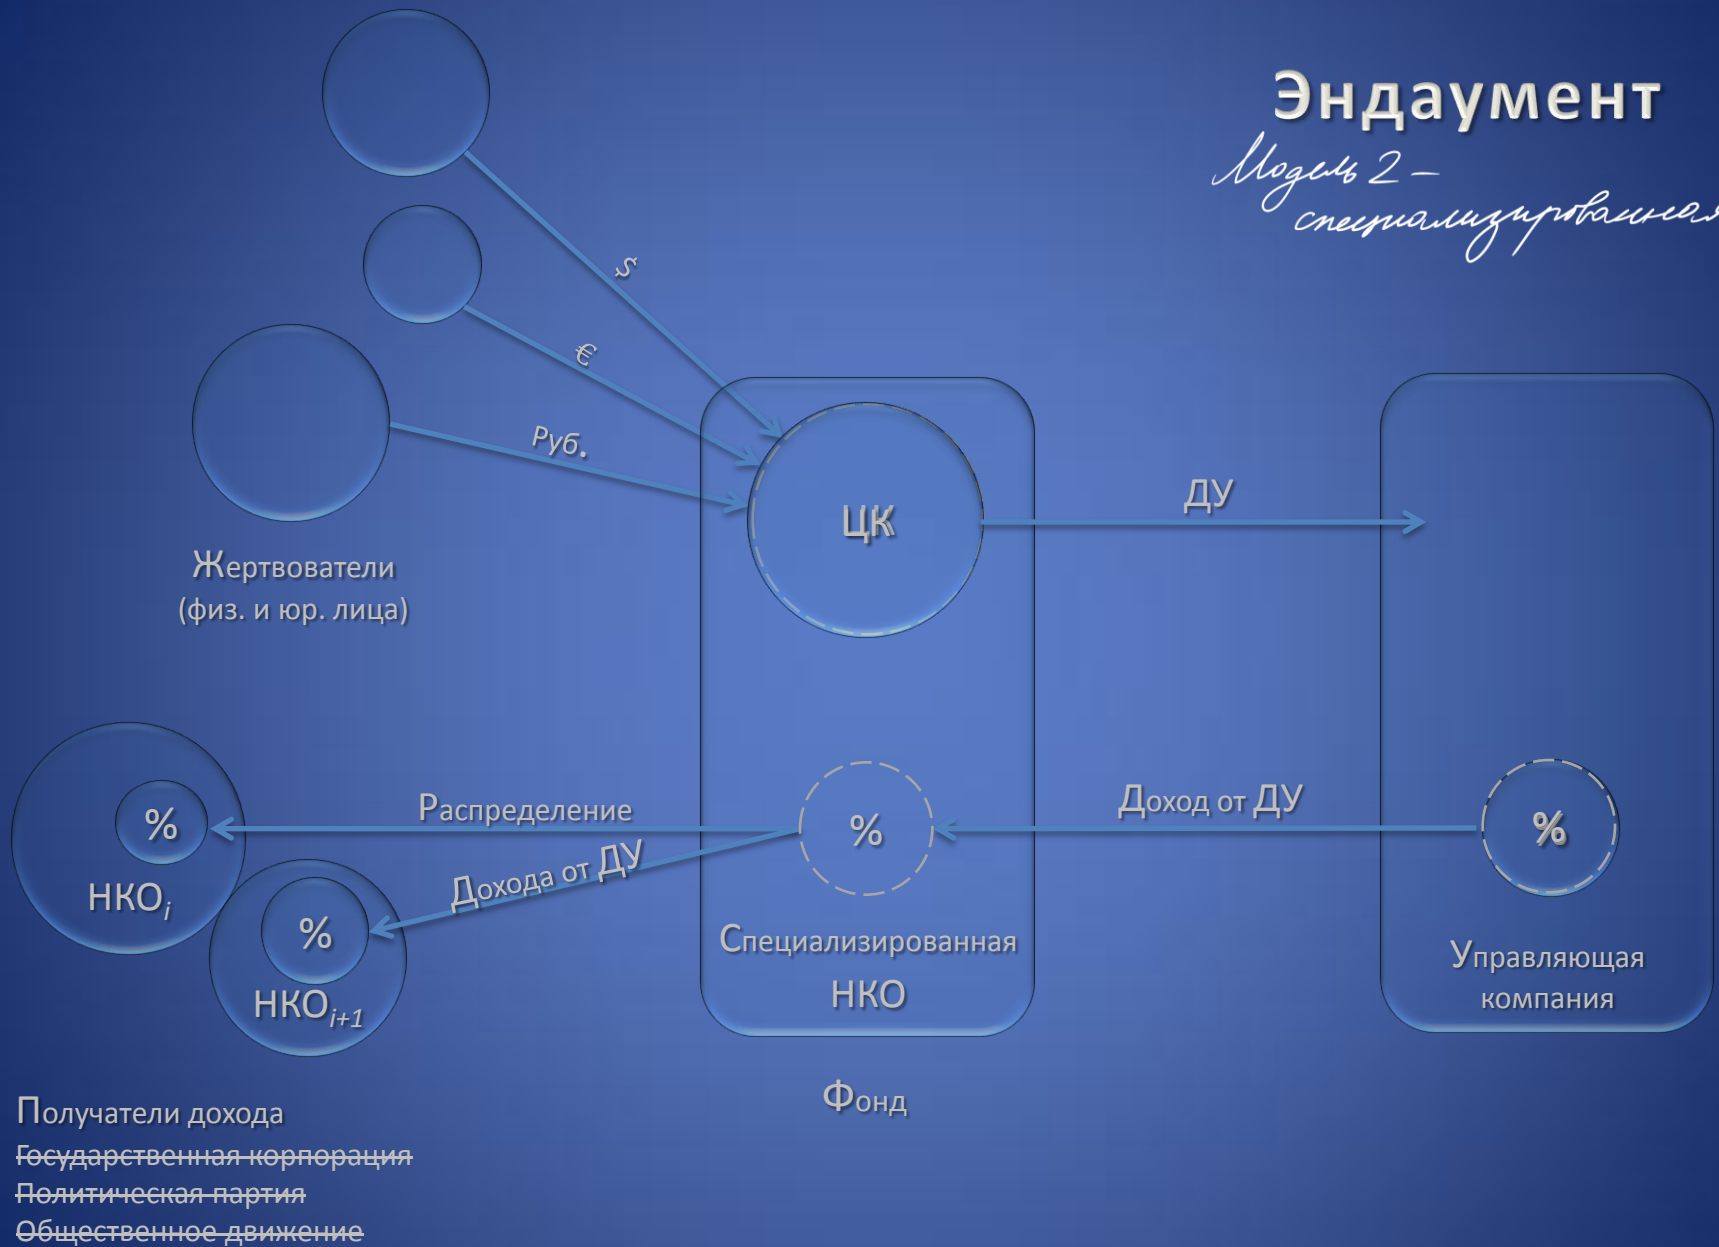 Эндаумент
Модель 2 –
специализированная
$
€
Руб.
ЦК
ДУ
Жертвователи
(физ. и юр. лица)
%
Распределение
%
Доход от ДУ
%
НКОi
Дохода от ДУ
%
НКОi+1
Специализированная
НКО
Управляющая
компания
Фонд
Получатели дохода
Государственная корпорация
Политическая партия
Общественное движение